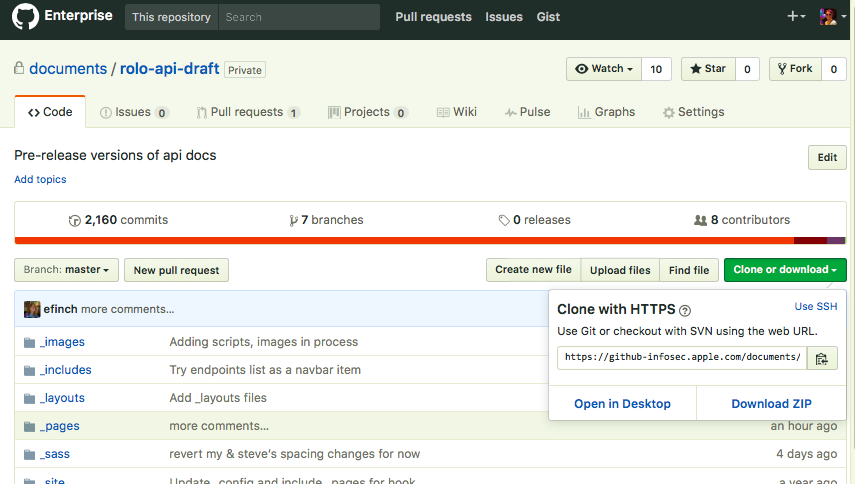 Enterprise This repository Search Pull requests Issues Gist
documents / rolo-api-draft Private Watch 10 Star 0 Fork 0
Code Issues 0 Pull requests 1 Projects 0 Wiki Pulse Graphs Settings
Pre-release versions of api docs Edit
Add topics
2,160 commits 7 branches 0 releases 8 contributors
Branch: master New pull request Create new file Upload files Find file Clone or download
efinch more comments…
Clone with HTTPS ? Use SSH
Use Git or checkout with SVN using the web URL.
https://github-infosec.apple.com/documents/
Open in Desktop Download ZIP
_images Adding scripts, images in process
_includes Try endpoints list as a navbar item
_layouts Add _layouts files
_pages more comments… an hour ago
_sass revert my & steve's spacing changes for now 4 days ago
_site Update _config and include _pages for book a year ago